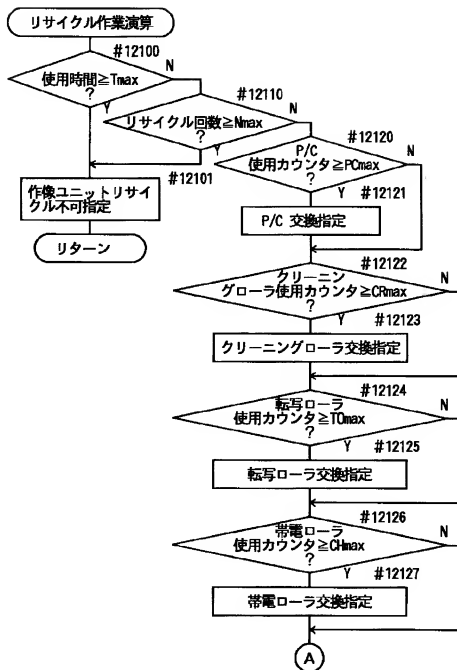 リサイクル作業演算
#12100
使用時間≧Tmax
?
N
Y
#12110
リサイクル回数≧Nmax
?
N
Y
#12101
作像ユニットリサイ
クル不可指定
リターン
#12120
P/C
使用カウンタ≧PCmax
?
N
Y
#12121
P/C 交換指定
#12122
クリーニン
グローラ使用カウンタ≧CRmax
?
N
Y
#12123
クリーニングローラ交換指定
#12124
転写ローラ
使用カウンタ≧TOmax
?
N
Y
#12125
転写ローラ交換指定
#12126
帯電ローラ
使用カウンタ≧CHmax
?
N
Y
#12127
帯電ローラ交換指定
A